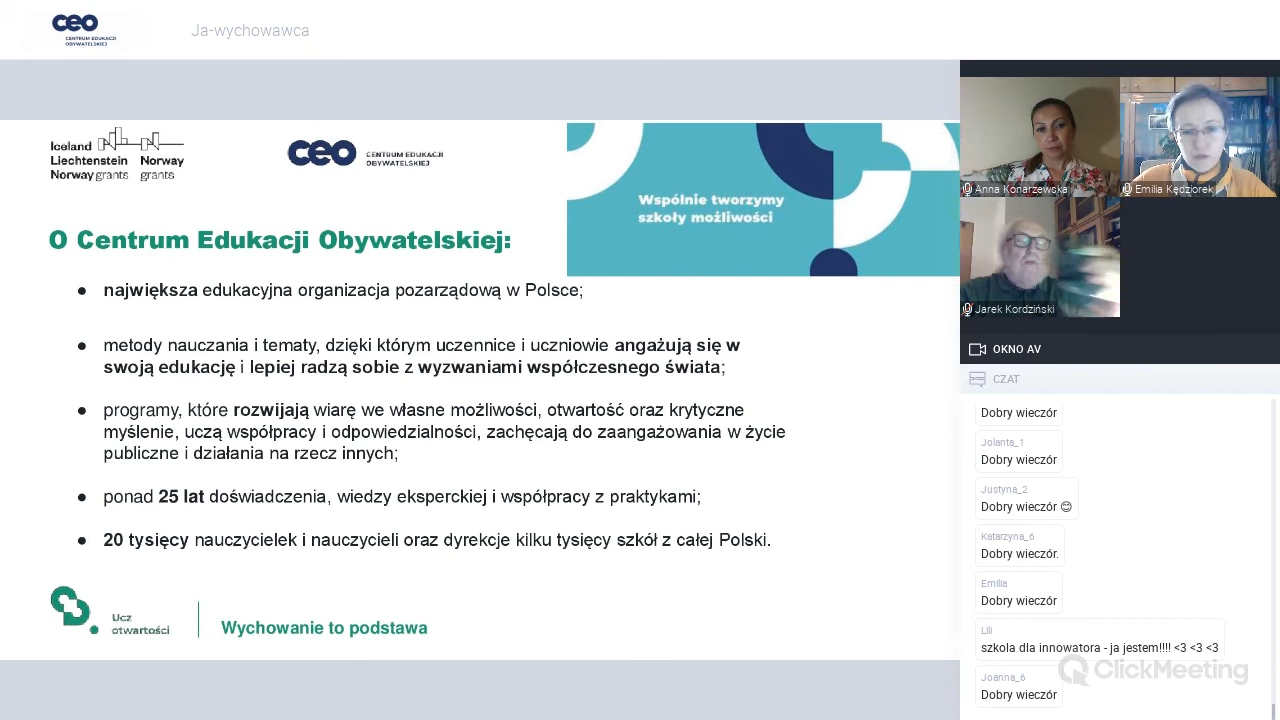 ceo
CENTRUM EDUKACJI
OBYWATELSKIEJ
Ja-wychowawca
Iceland
Liechtenstein Norway
Norway grants grants
ceo
CENTRUM EDUKACJI
OBYWATELSKIEJ
Wspólnie tworzymy
szkoły możliwości
O Centrum Edukacji Obywatelskiej:
● największa edukacyjna organizacja pozarządową w Polsce;
● metody nauczania i tematy, dzięki którym uczennice i uczniowie angażują się w
swoją edukację i lepiej radzą sobie z wyzwaniami współczesnego świata;
● programy, które rozwijają wiarę we własne możliwości, otwartość oraz krytyczne
myślenie, uczą współpracy i odpowiedzialności, zachęcają do zaangażowania w życie
publiczne i działania na rzecz innych;
● ponad 25 lat doświadczenia, wiedzy eksperckiej i współpracy z praktykami;
● 20 tysięcy nauczycielek i nauczycieli oraz dyrekcje kilku tysięcy szkół z całej Polski.
Ucz
otwartości
Wychowanie to podstawa
Anna Konarzewska
Emilia Kędziorek
Jarek Kordziński
OKNO AV
CZAT
Dobry wieczór
Jolanta_1
Dobry wieczór
Justyna_2
Dobry wieczór 😊
Katarzyna_6
Dobry wieczór.
Emilia
Dobry wieczór
Lili
szkola dla innowatora - ja jestem!!!! <3 <3 <3
Joanna_6
Dobry wieczór
ClickMeeting